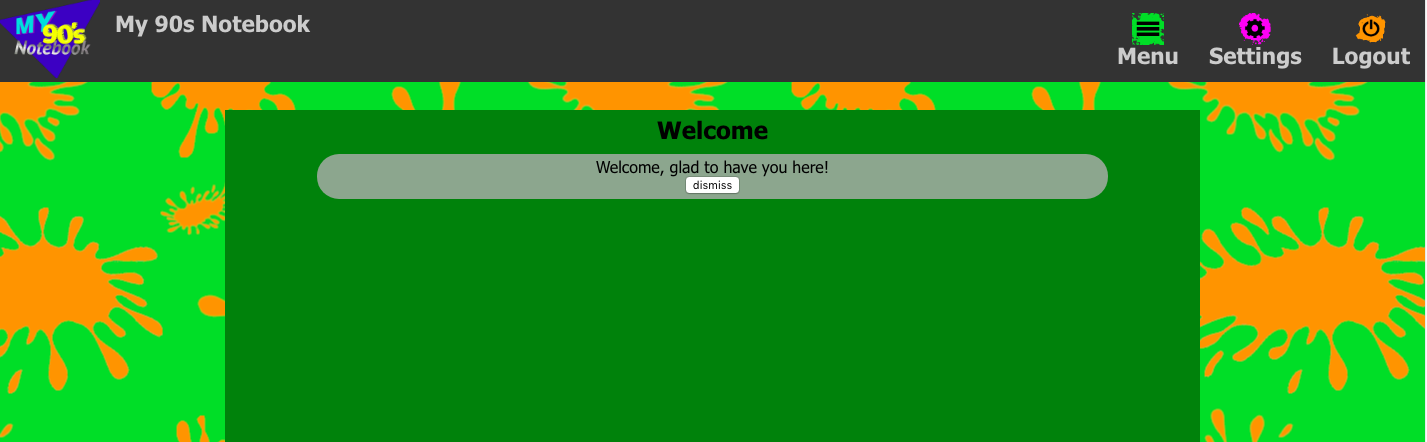 MY
90's
Notebook
My 90s Notebook
Menu
Settings
Logout
Welcome
Welcome, glad to have you here!
dismiss